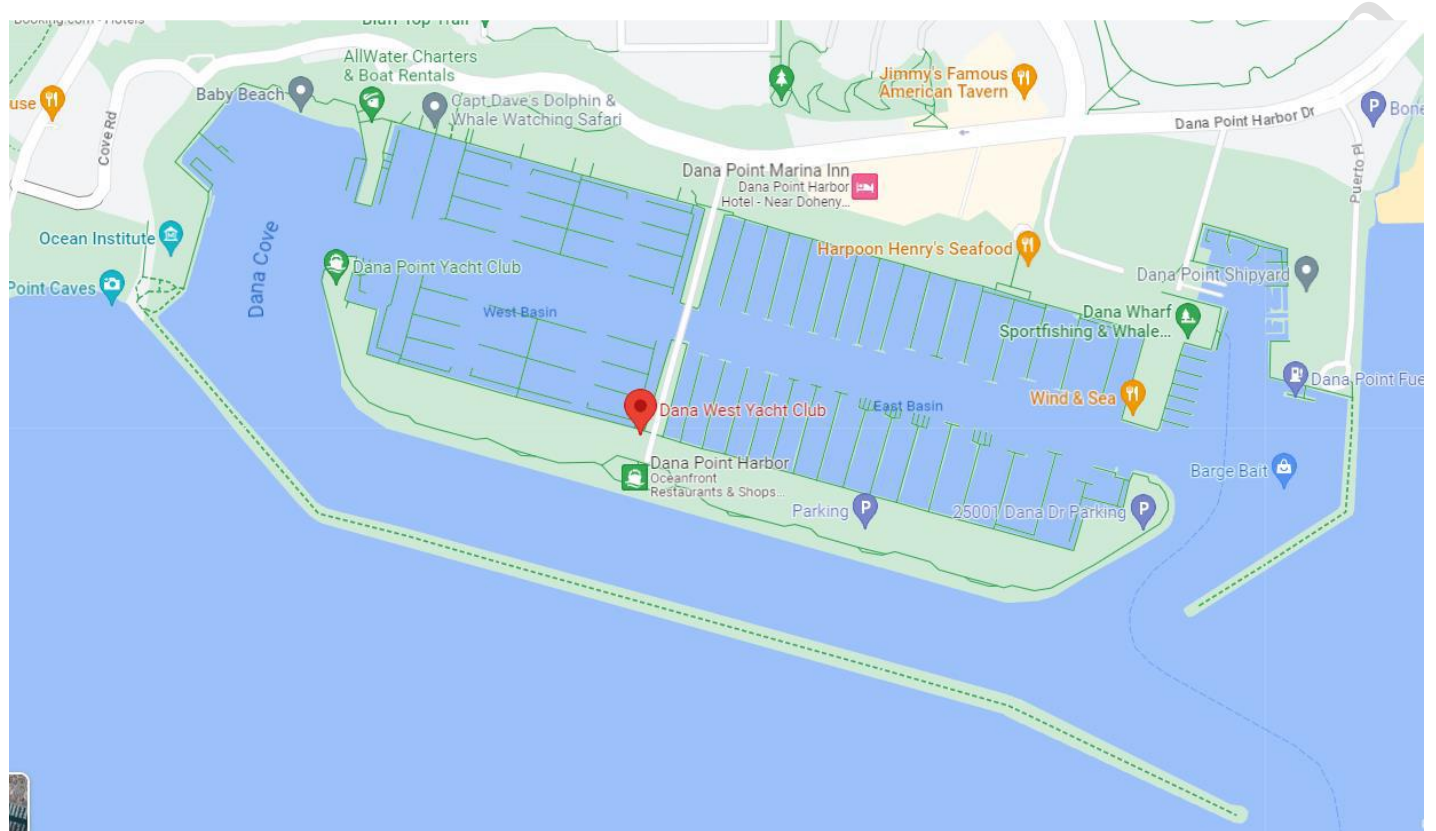 Booking.com - Hotels
Bluff Top Trail
AllWater Charters
& Boat Rentals
Jimmy's Famous
American Tavern
use
Baby Beach
Capt Dave's Dolphin &
Whale Watching Safari
Bone
Cove Rd
Dana Point Harbor Dr
Puerto Pl
Dana Point Marina Inn
Dana Point Harbor
Hotel - Near Doheny...
Ocean Institute
Dana Cove
Harpoon Henry's Seafood
Dana Point Yacht Club
Dana Point Shipyard
Point Caves
West Basin
Dana Wharf
Sportfishing & Whale...
Dana Point Fue
Wind & Sea
East Basin
Dana West Yacht Club
Dana Point Harbor
Oceanfront
Restaurants & Shops...
Barge Bait
Parking
25001 Dana Dr Parking